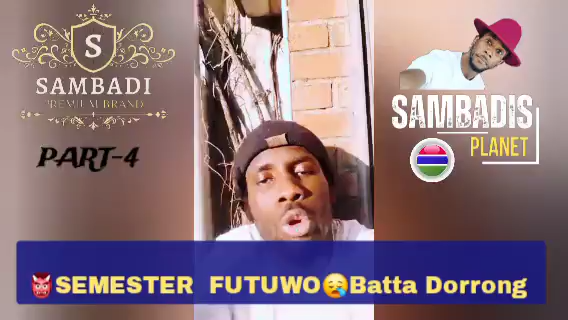 S
SAMBADI
PREMIUM BRAND
PART-4
SAMBADIS
PLANET
👹SEMESTER FUTUWO😪Batta Dorrong